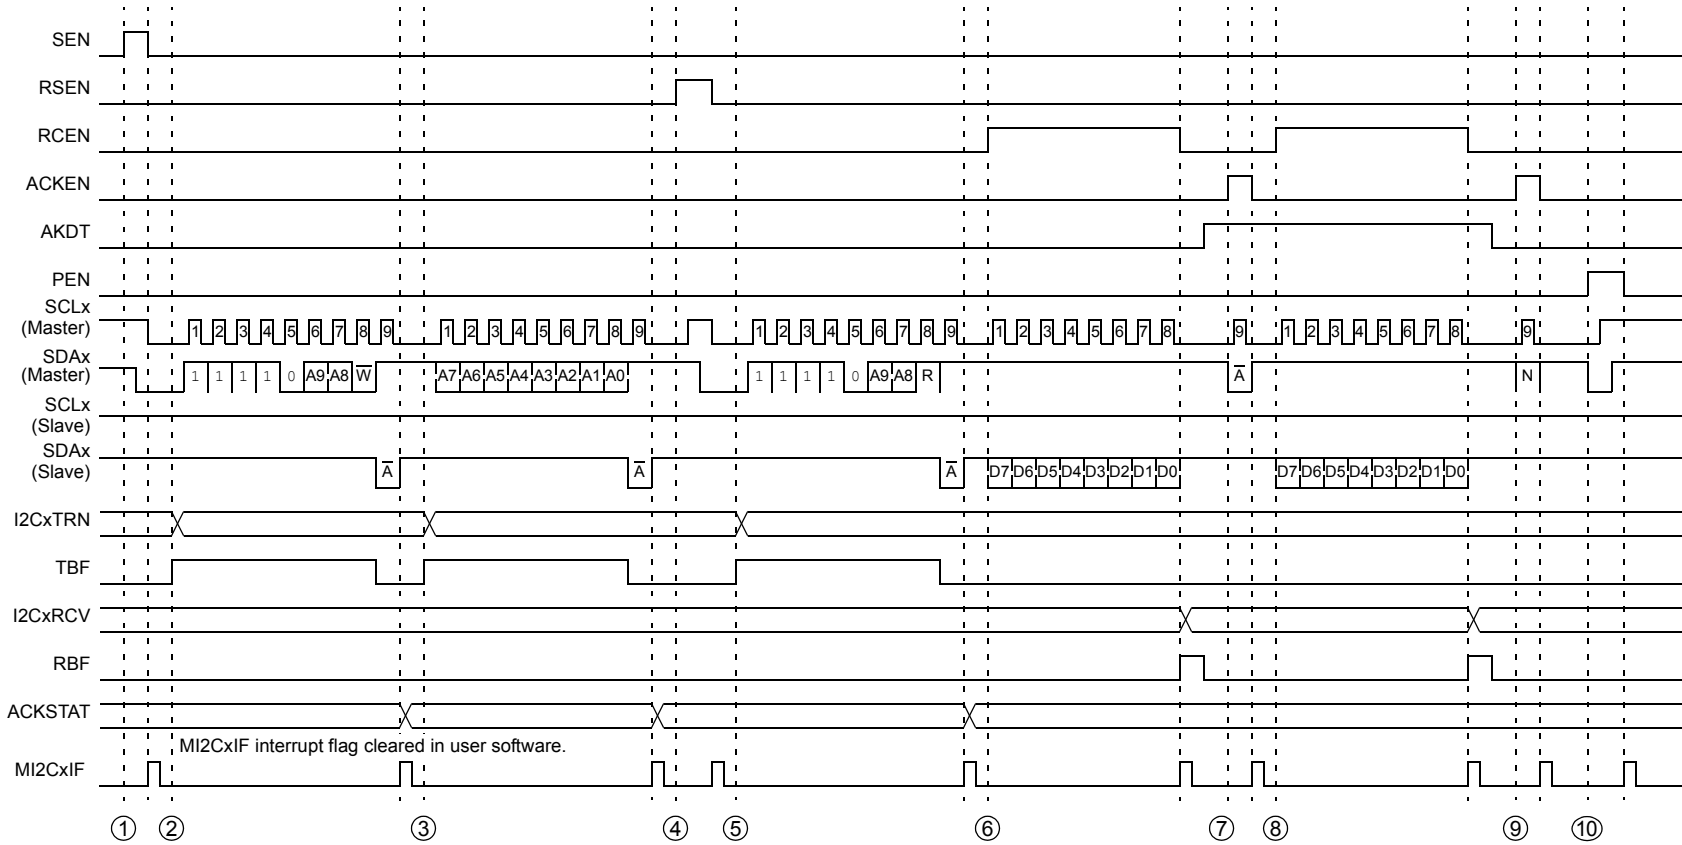 SEN
RSEN
RCEN
ACKEN
AKDT
PEN
SCLx
(Master)
1 2 3 4 5 6 7 8 9 1 2 3 4 5 6 7 8 9 1 2 3 4 5 6 7 8 9 1 2 3 4 5 6 7 8 9 1 2 3 4 5 6 7 8 9
SDAx
(Master)
1 1 1 1 0 A9 A8 W̅ A7 A6 A5 A4 A3 A2 A1 A0 1 1 1 1 0 A9 A8 R A̅ N
SCLx
(Slave)
SDAx
(Slave)
A̅ A̅ A̅ D7 D6 D5 D4 D3 D2 D1 D0 D7 D6 D5 D4 D3 D2 D1 D0
I2CxTRN
TBF
I2CxRCV
RBF
ACKSTAT
MI2CxIF interrupt flag cleared in user software.
MI2CxIF
① ② ③ ④ ⑤ ⑥ ⑦ ⑧ ⑨ ⑩